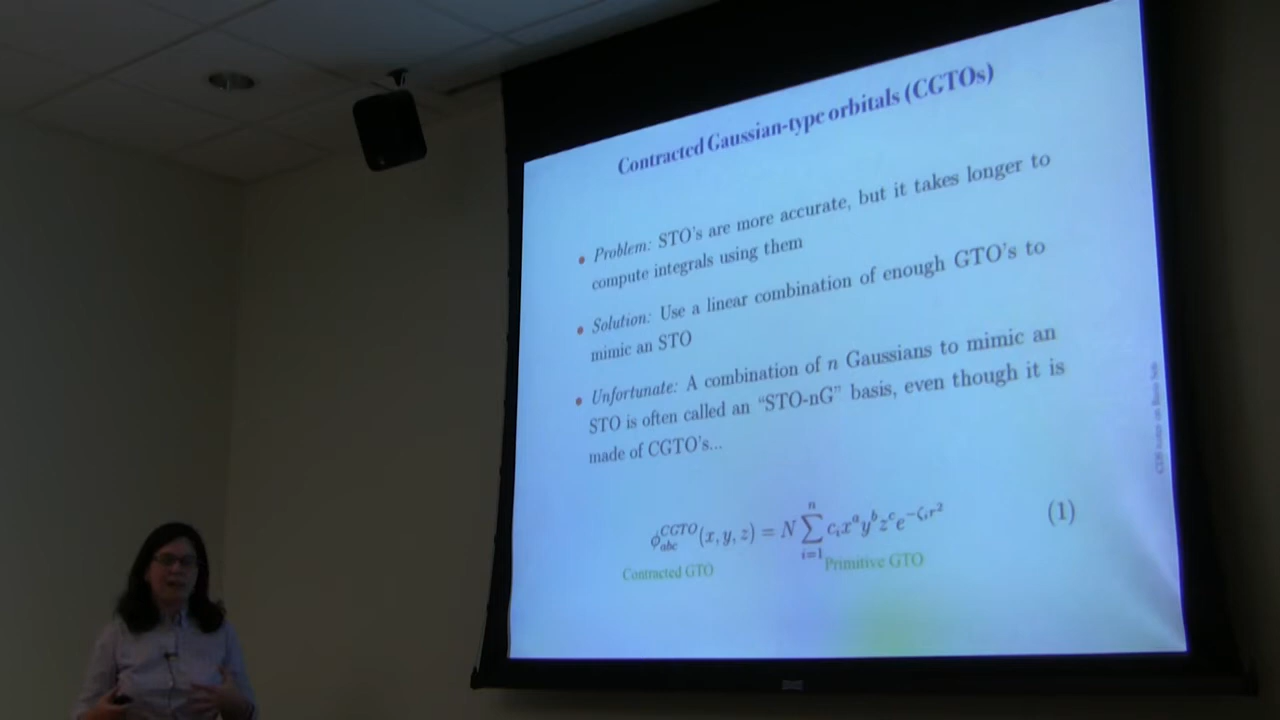 Contracted Gaussian-type orbitals (CGTOs)
• Problem: STO's are more accurate, but it takes longer to
compute integrals using them
• Solution: Use a linear combination of enough GTO's to
mimic an STO
• Unfortunate: A combination of n Gaussians to mimic an
STO is often called an "STO-nG" basis, even though it is
made of CGTO's...
ϕ_{abc}^{CGTO}(x, y, z) = N ∑_{i=1}^{n} c_i x^a y^b z^c e^{-ζ_i r^2} (1)
Contracted GTO Primitive GTO